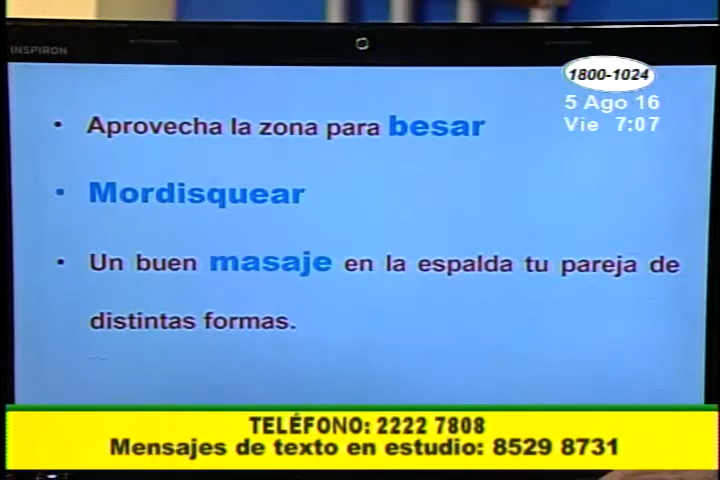 INSPIRON
1800-1024
5 Ago 16
Vie 7:07
• Aprovecha la zona para besar
• Mordisquear
• Un buen masaje en la espalda tu pareja de
distintas formas.
TELÉFONO: 2222 7808
Mensajes de texto en estudio: 8529 8731